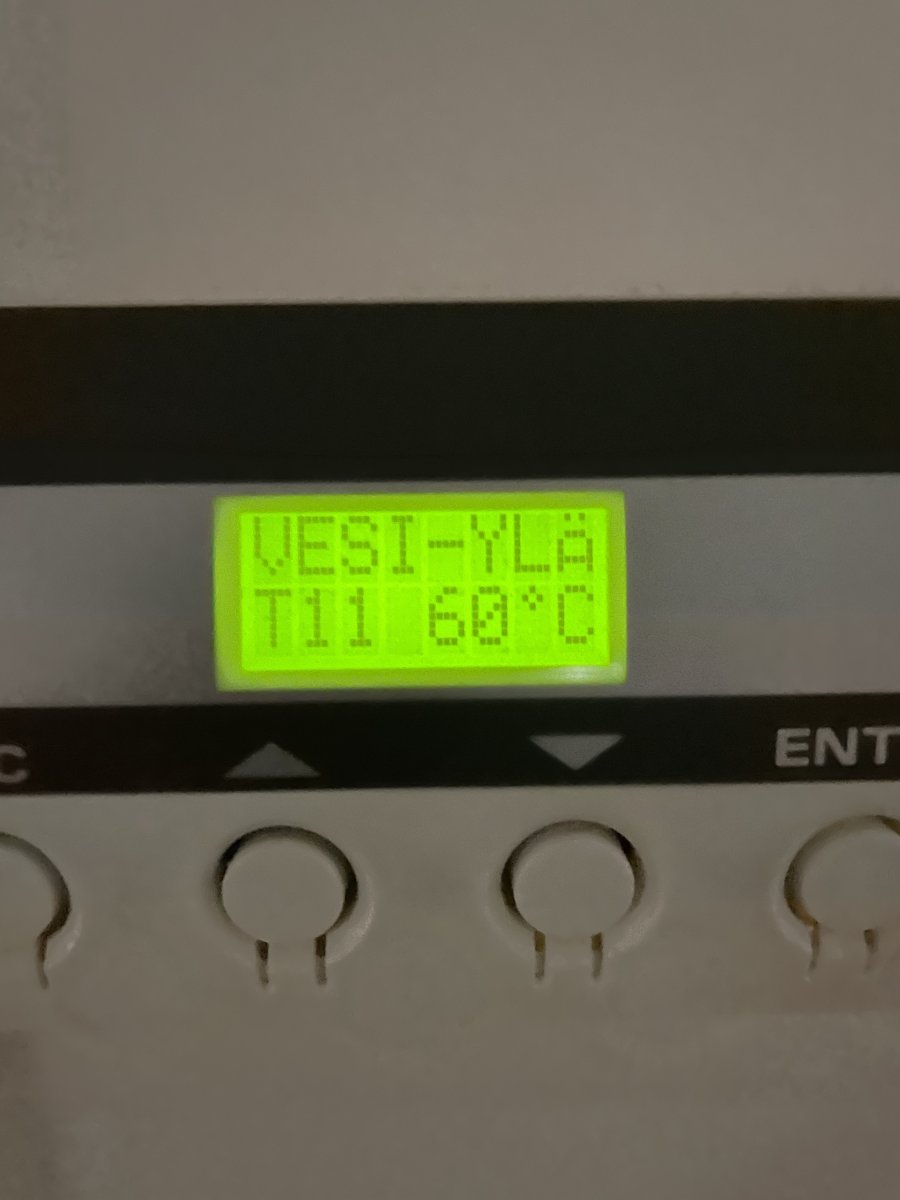 VESI-YLä
T11 60°C
C
ENT